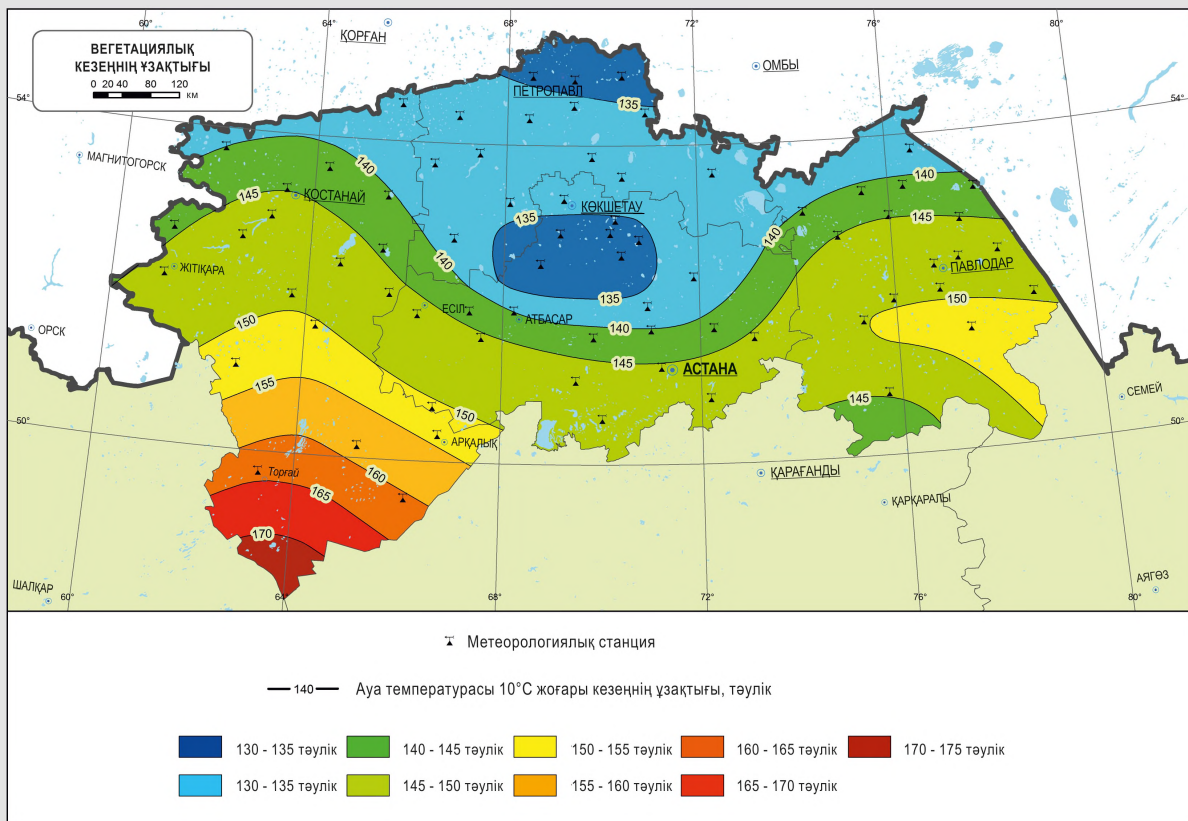 60°
64°
68°
72°
76°
80°
ВЕГЕТАЦИЯЛЫҚ
КЕЗЕҢНІҢ ҰЗАҚТЫҒЫ
0 20 40 80 120
км
ҚОРҒАН
ОМБЫ
54°
54°
ПЕТРОПАВЛ
135
МАГНИТОГОРСК
140
140
145
ҚОСТАНАЙ
КӨКШЕТАУ
135
145
140
140
ЖІТІҚАРА
ПАВЛОДАР
135
150
ЕСІЛ
АТБАСАР
150
ОРСК
140
145
АСТАНА
155
СЕМЕЙ
145
150
50°
50°
АРҚАЛЫҚ
Торғай
160
ҚАРАҒАНДЫ
165
ҚАРҚАРАЛЫ
170
ШАЛҚАР
АЯГӨЗ
60°
64°
68°
72°
76°
80°
Метеорологиялық станция
140 Ауа температурасы 10°С жоғары кезеңнің ұзақтығы, тәулік
130 - 135 тәулік 140 - 145 тәулік 150 - 155 тәулік 160 - 165 тәулік 170 - 175 тәулік
130 - 135 тәулік 145 - 150 тәулік 155 - 160 тәулік 165 - 170 тәулік